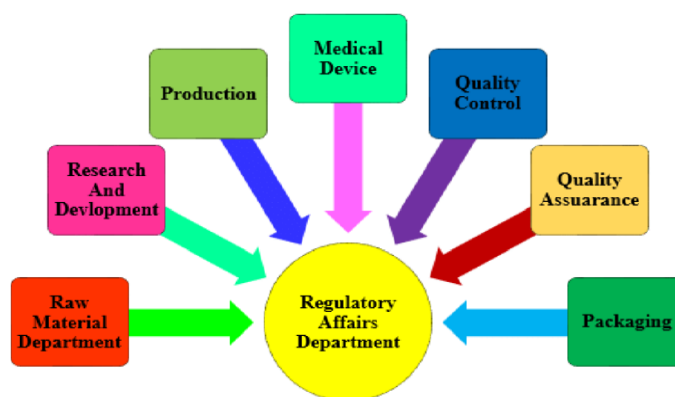 Medical
Device
Production
Quality
Control
Research
And
Devlopment
Quality
Assuarance
Raw
Material
Department
Regulatory
Affairs
Department
Packaging